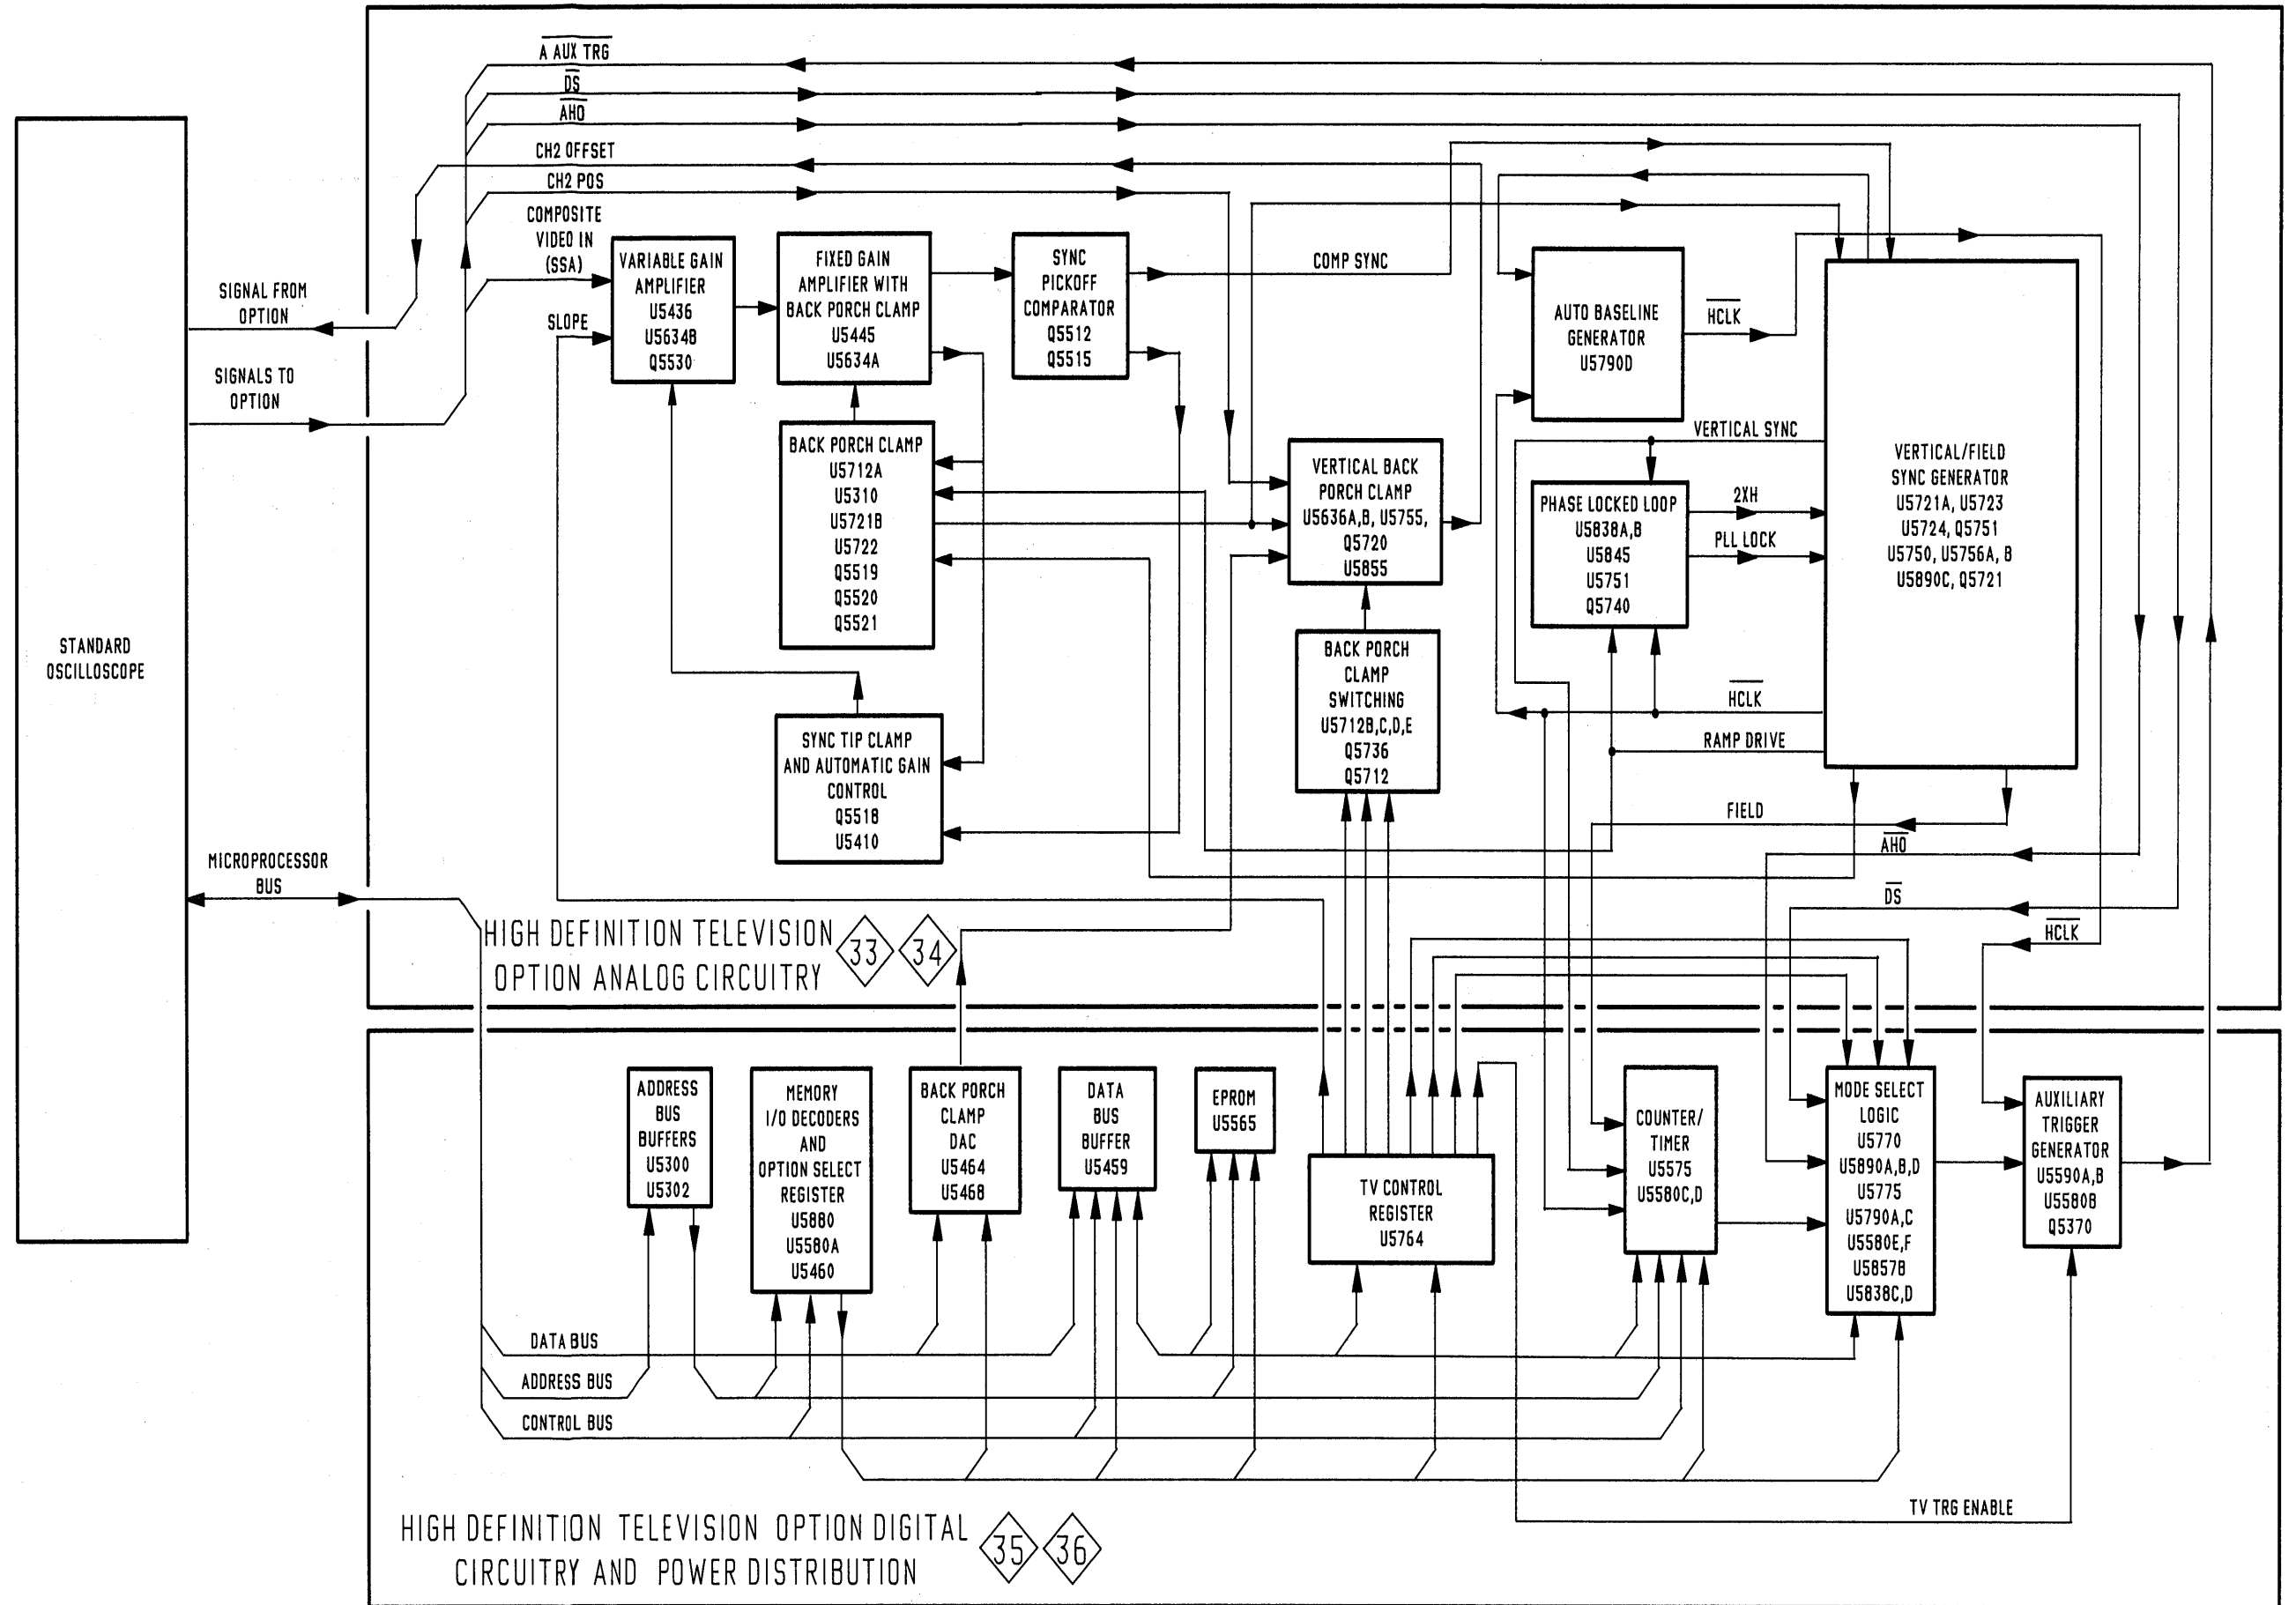 A AUX TRG
DS
AHO
CH2 OFFSET
CH2 POS
COMPOSITE
VIDEO IN
(SSA)
SLOPE
SIGNAL FROM
OPTION
SIGNALS TO
OPTION
STANDARD
OSCILLOSCOPE
MICROPROCESSOR
BUS
VARIABLE GAIN
AMPLIFIER
U5436
U5634B
Q5530
FIXED GAIN
AMPLIFIER WITH
BACK PORCH CLAMP
U5445
U5634A
SYNC
PICKOFF
COMPARATOR
Q5512
Q5515
COMP SYNC
AUTO BASELINE
GENERATOR
U5790D
HCLK
BACK PORCH CLAMP
U5712A
U5310
U5721B
U5722
Q5519
Q5520
Q5521
VERTICAL BACK
PORCH CLAMP
U5636A,B, U5755,
Q5720
U5855
VERTICAL SYNC
PHASE LOCKED LOOP
U5838A,B
U5845
U5751
Q5740
2XH
PLL LOCK
VERTICAL/FIELD
SYNC GENERATOR
U5721A, U5723
U5724, Q5751
U5750, U5756A, B
U5890C, Q5721
BACK PORCH
CLAMP
SWITCHING
U5712B,C,D,E
Q5736
Q5712
SYNC TIP CLAMP
AND AUTOMATIC GAIN
CONTROL
Q5518
U5410
HCLK
RAMP DRIVE
FIELD
AHO
DS
HCLK
HIGH DEFINITION TELEVISION 33 34
OPTION ANALOG CIRCUITRY
ADDRESS
BUS
BUFFERS
U5300
U5302
MEMORY
I/O DECODERS
AND
OPTION SELECT
REGISTER
U5880
U5580A
U5460
BACK PORCH
CLAMP
DAC
U5464
U5468
DATA
BUS
BUFFER
U5459
EPROM
U5565
TV CONTROL
REGISTER
U5764
COUNTER/
TIMER
U5575
U5580C,D
MODE SELECT
LOGIC
U5770
U5890A,B,D
U5775
U5790A,C
U5580E,F
U5857B
U5838C,D
AUXILIARY
TRIGGER
GENERATOR
U5590A,B
U5580B
Q5370
DATA BUS
ADDRESS BUS
CONTROL BUS
TV TRG ENABLE
HIGH DEFINITION TELEVISION OPTION DIGITAL 35 36
CIRCUITRY AND POWER DISTRIBUTION